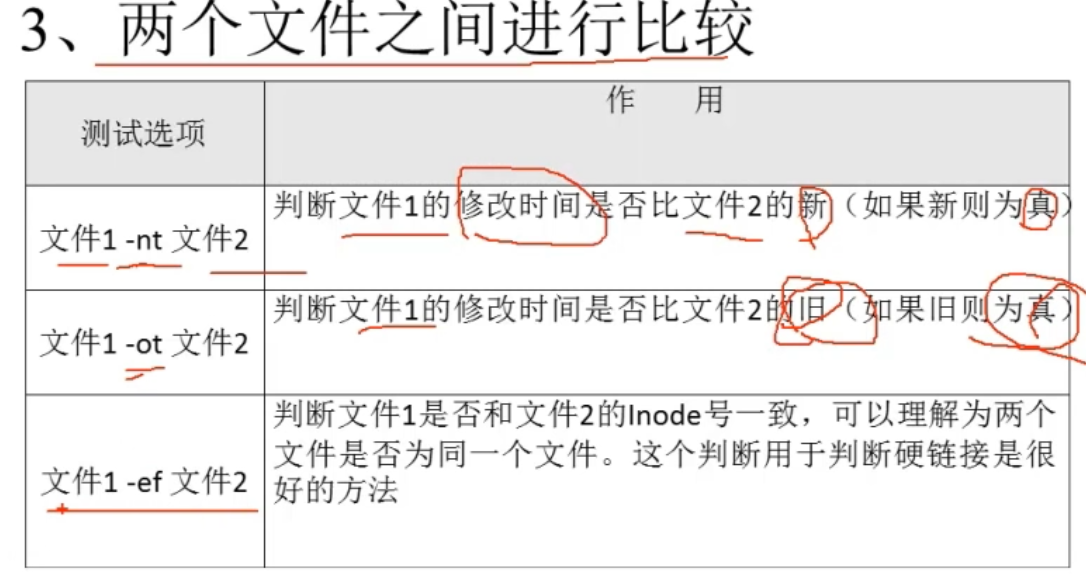 3、两个文件之间进行比较
测试选项
作 用
文件1 -nt 文件2
判断文件1的修改时间是否比文件2的新（如果新则为真）
文件1 -ot 文件2
判断文件1的修改时间是否比文件2的旧（如果旧则为真）
文件1 -ef 文件2
判断文件1是否和文件2的Inode号一致，可以理解为两个
文件是否为同一个文件。这个判断用于判断硬链接是很
好的方法